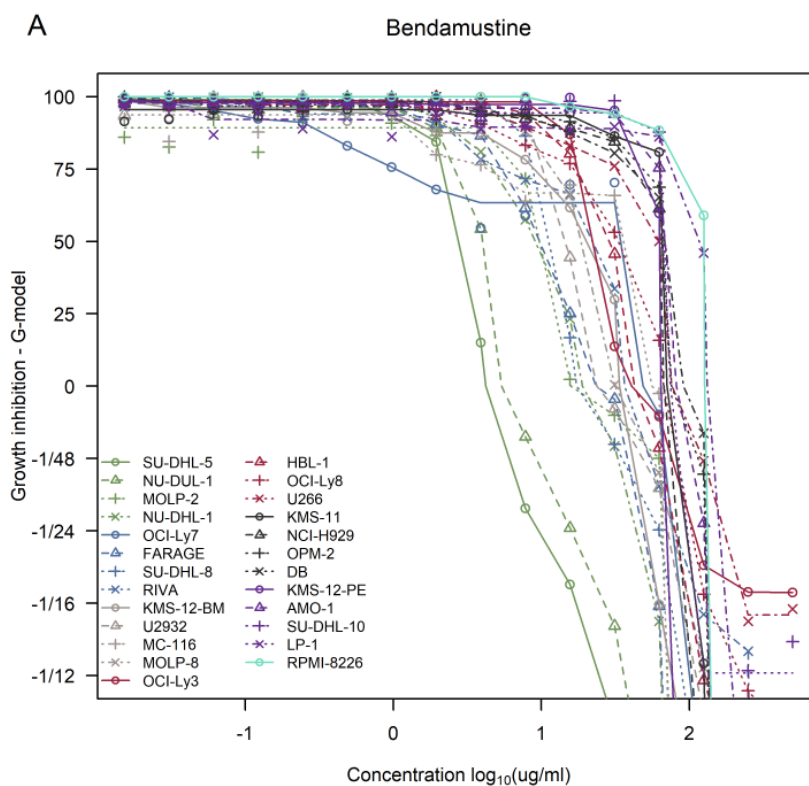 A
Bendamustine
Growth inhibition - G-model
100
75
50
25
0
-1/48
-1/24
-1/16
-1/12
SU-DHL-5
NU-DUL-1
MOLP-2
NU-DHL-1
OCI-Ly7
FARAGE
SU-DHL-8
RIVA
KMS-12-BM
U2932
MC-116
MOLP-8
OCI-Ly3
HBL-1
OCI-Ly8
U266
KMS-11
NCI-H929
OPM-2
DB
KMS-12-PE
AMO-1
SU-DHL-10
LP-1
RPMI-8226
-1
0
1
2
Concentration log₁₀(ug/ml)